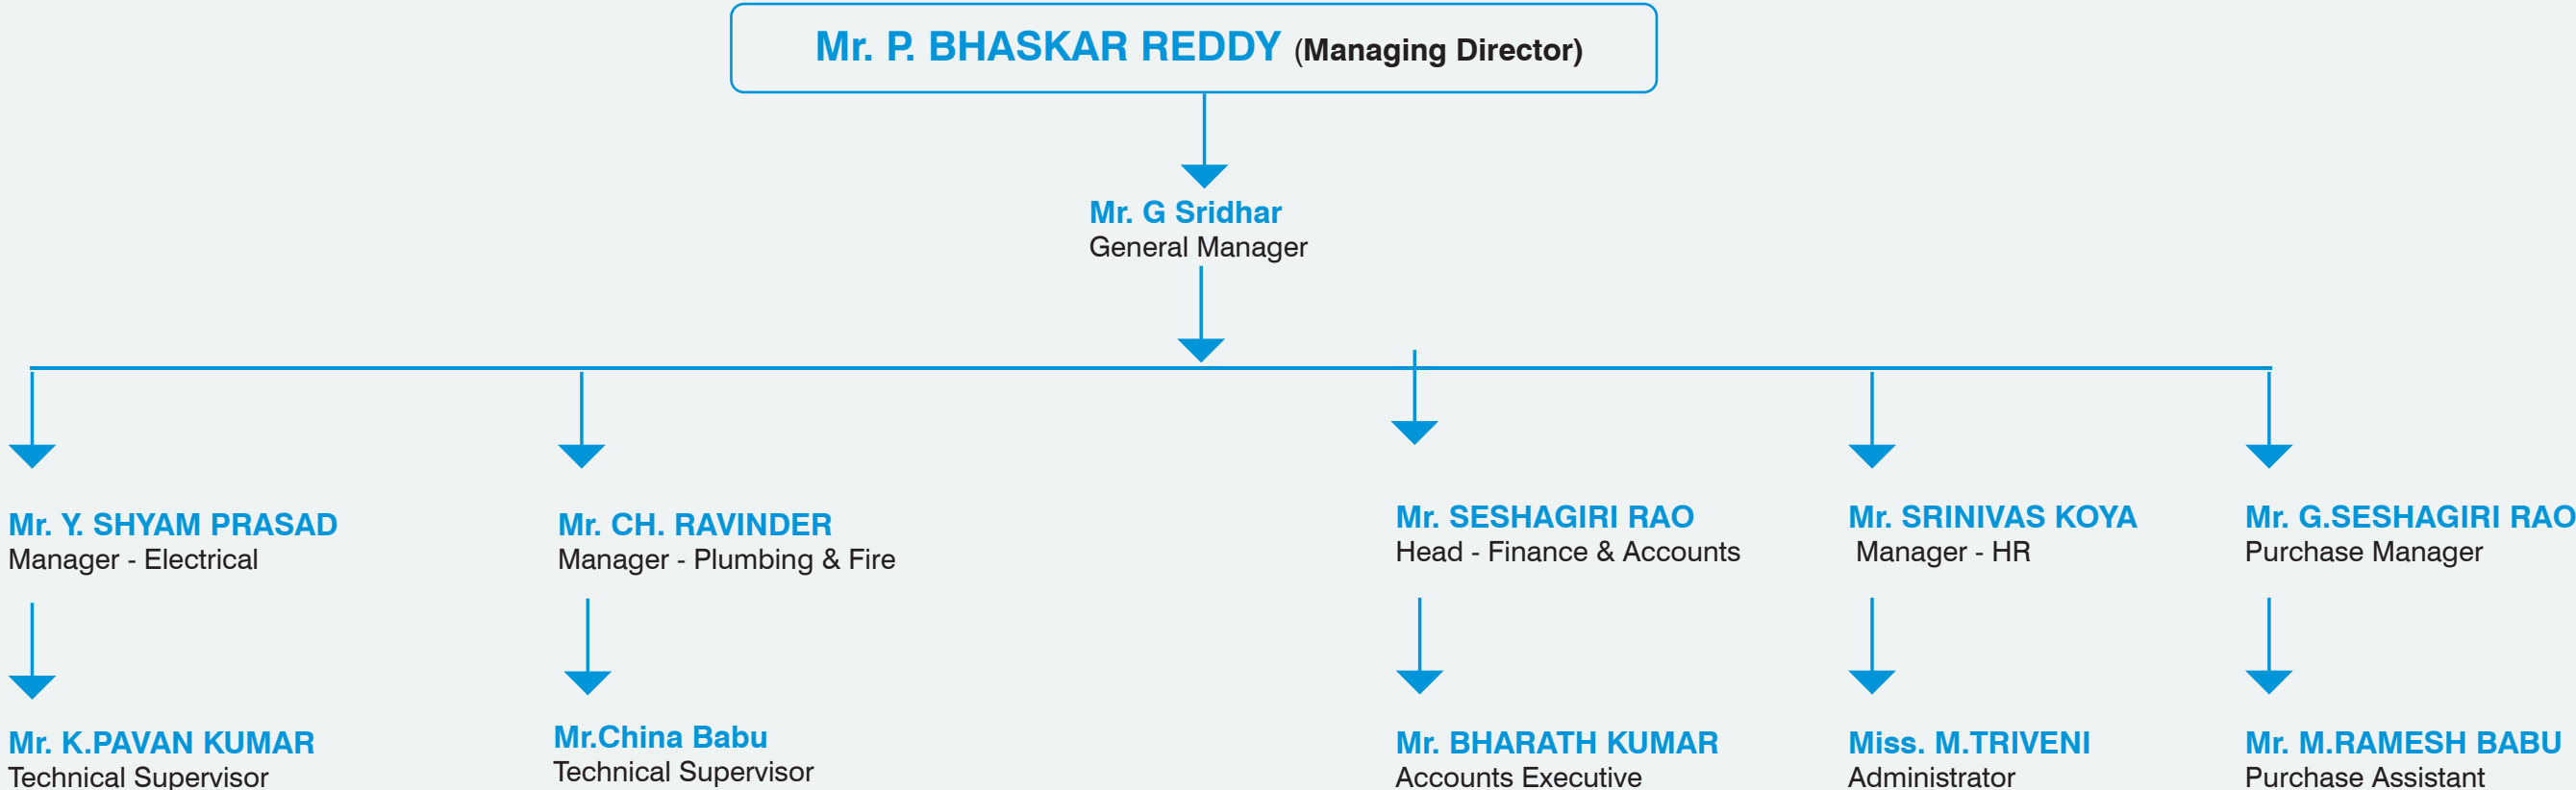 Mr. P. BHASKAR REDDY (Managing Director)
Mr. G Sridhar
General Manager
Mr. Y. SHYAM PRASAD
Manager - Electrical
Mr. CH. RAVINDER
Manager - Plumbing & Fire
Mr. SESHAGIRI RAO
Head - Finance & Accounts
Mr. SRINIVAS KOYA
Manager - HR
Mr. G.SESHAGIRI RAO
Purchase Manager
Mr. K.PAVAN KUMAR
Technical Supervisor
Mr.China Babu
Technical Supervisor
Mr. BHARATH KUMAR
Accounts Executive
Miss. M.TRIVENI
Administrator
Mr. M.RAMESH BABU
Purchase Assistant